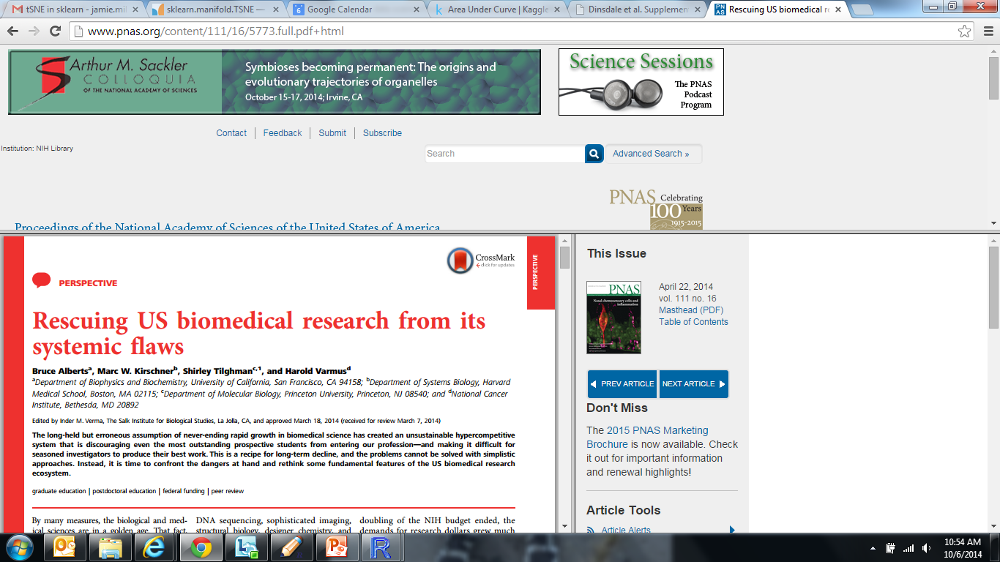 tSNE in sklearn - jamie.mi
sklearn.manifold.TSNE —
Google Calendar
Area Under Curve | Kaggle
Dinsdale et al. Supplemen
Rescuing US biomedical re
www.pnas.org/content/111/16/5773.full.pdf+html
Arthur M. Sackler
COLLOQUIA
OF THE NATIONAL ACADEMY OF SCIENCES
Symbioses becoming permanent: The origins and
evolutionary trajectories of organelles
October 15-17, 2014; Irvine, CA
Science Sessions
The PNAS
Podcast
Program
Contact
Feedback
Submit
Subscribe
Institution: NIH Library
Search
Advanced Search »
PNAS Celebrating
100 Years
1915-2015
Proceedings of the National Academy of Sciences of the United States of America
CrossMark
click for updates
PERSPECTIVE
PERSPECTIVE
Rescuing US biomedical research from its
systemic flaws
Bruce Alberts^a, Marc W. Kirschner^b, Shirley Tilghman^c,1, and Harold Varmus^d
^aDepartment of Biophysics and Biochemistry, University of California, San Francisco, CA 94158; ^bDepartment of Systems Biology, Harvard
Medical School, Boston, MA 02115; ^cDepartment of Molecular Biology, Princeton University, Princeton, NJ 08540; and ^dNational Cancer
Institute, Bethesda, MD 20892
Edited by Inder M. Verma, The Salk Institute for Biological Studies, La Jolla, CA, and approved March 18, 2014 (received for review March 7, 2014)
The long-held but erroneous assumption of never-ending rapid growth in biomedical science has created an unsustainable hypercompetitive
system that is discouraging even the most outstanding prospective students from entering our profession—and making it difficult for
seasoned investigators to produce their best work. This is a recipe for long-term decline, and the problems cannot be solved with simplistic
approaches. Instead, it is time to confront the dangers at hand and rethink some fundamental features of the US biomedical research
ecosystem.
graduate education | postdoctoral education | federal funding | peer review
By many measures, the biological and med-
ical sciences are in a golden age. That fact,
DNA sequencing, sophisticated imaging,
structural biology, designer chemistry, and
doubling of the NIH budget ended, the
demands for research dollars grew much
This Issue
PNAS
Nasal chemosensory cells and
inflammation
April 22, 2014
vol. 111 no. 16
Masthead (PDF)
Table of Contents
PREV ARTICLE
NEXT ARTICLE
Don't Miss
The 2015 PNAS Marketing
Brochure is now available. Check
it out for important information
and renewal highlights!
Article Tools
Article Alerts
10:54 AM
10/6/2014